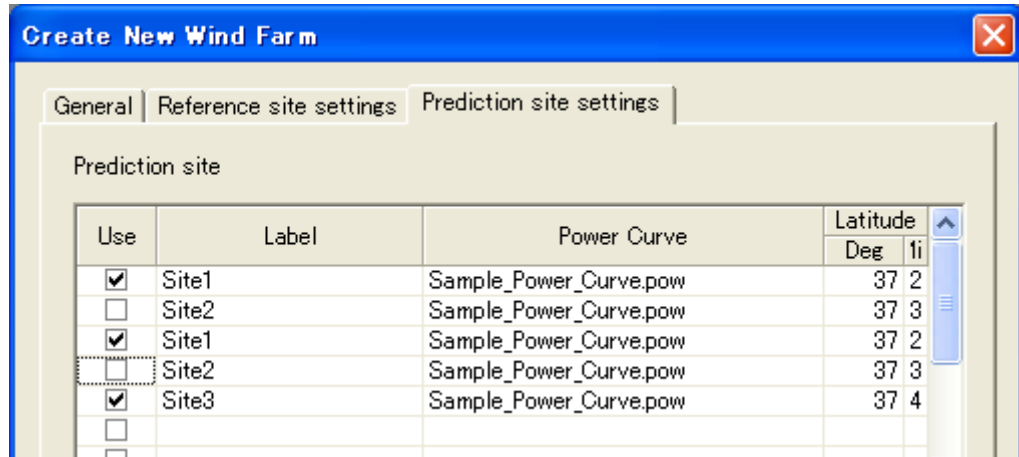 Create New Wind Farm
General Reference site settings Prediction site settings
Prediction site
Use Label Power Curve Latitude
Deg
Site1 Sample_Power_Curve.pow 37 2
Site2 Sample_Power_Curve.pow 37 3
Site1 Sample_Power_Curve.pow 37 2
Site2 Sample_Power_Curve.pow 37 3
Site3 Sample_Power_Curve.pow 37 4